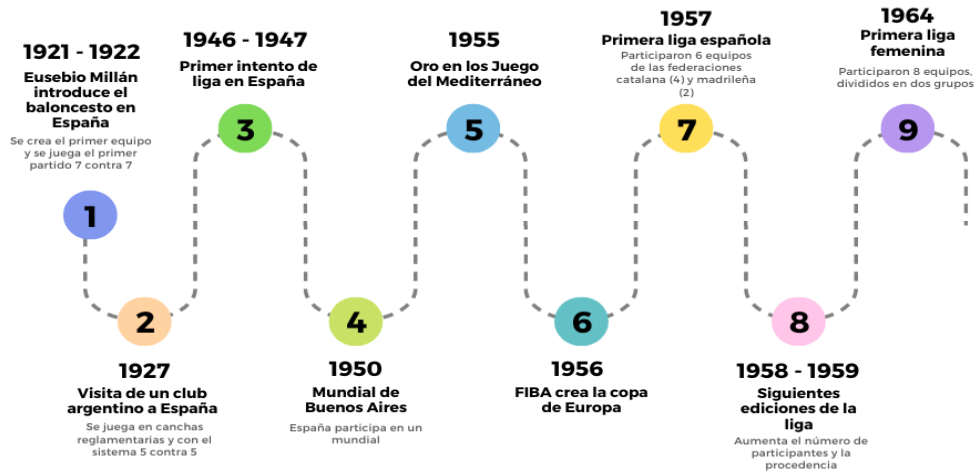 1921 - 1922
Eusebio Millán
introduce el
baloncesto en
España
Se crea el primer equipo
y se juega el primer
partido 7 contra 7
1
2
1927
Visita de un club
argentino a España
Se juega en canchas
reglamentarias y con el
sistema 5 contra 5
1946 - 1947
Primer intento de
liga en España
3
4
1950
Mundial de
Buenos Aires
España participa en un
mundial
1955
Oro en los Juego
del Mediterráneo
5
6
1956
FIBA crea la copa
de Europa
1957
Primera liga española
Participaron 6 equipos
de las federaciones
catalana (4) y madrileña
(2)
7
8
1958 - 1959
Siguientes
ediciones de la
liga
Aumenta el número de
participantes y la
procedencia
1964
Primera liga
femenina
Participaron 8 equipos,
divididos en dos grupos
9